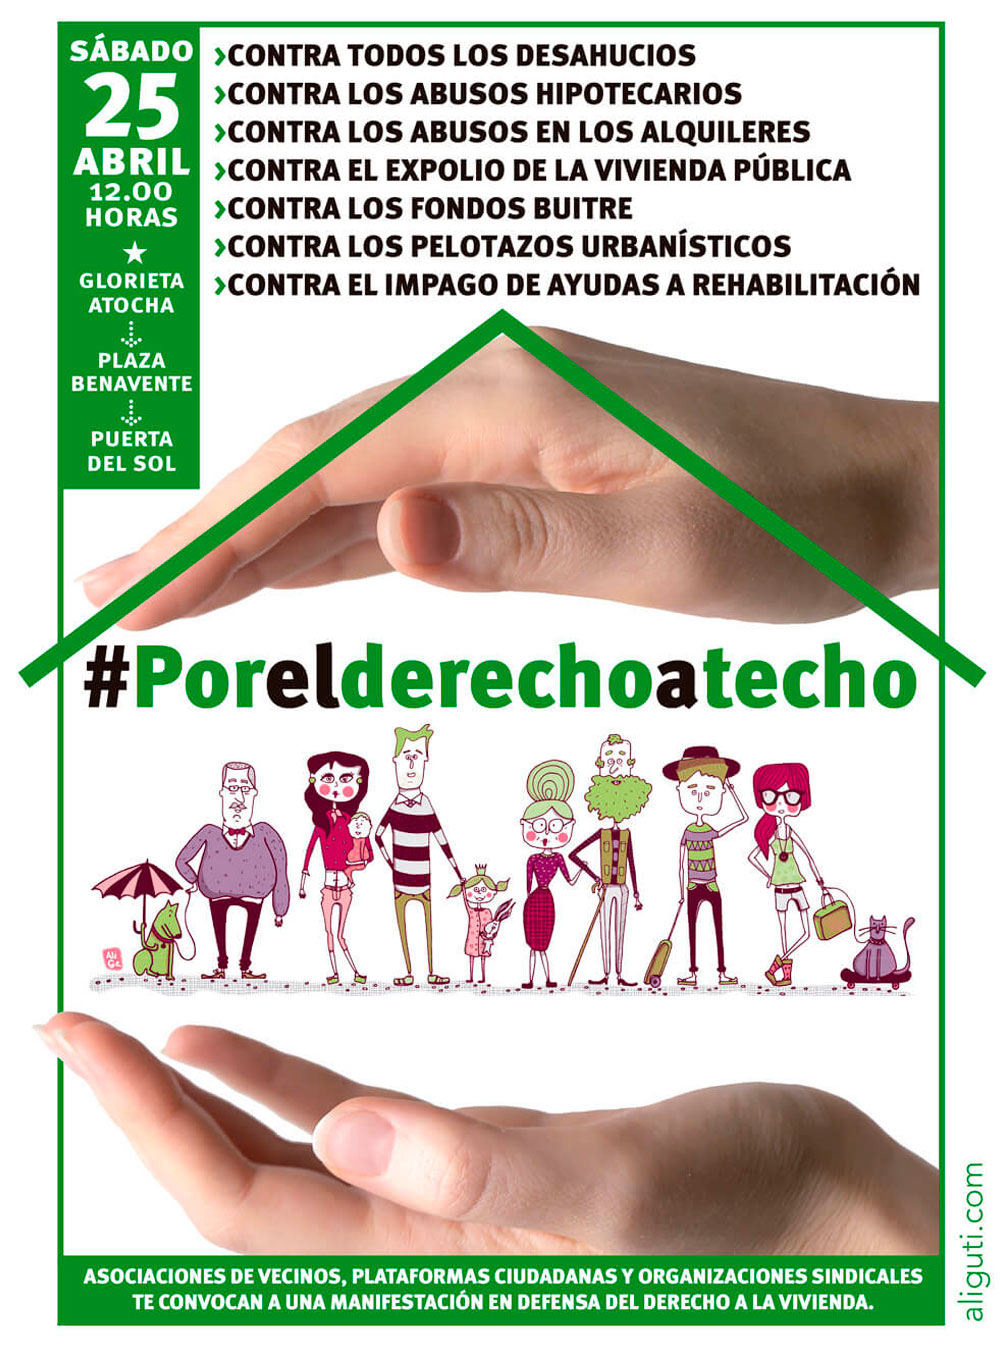 SÁBADO
25
ABRIL
12.00
HORAS
GLORIETA
ATOCHA
PLAZA
BENAVENTE
PUERTA
DEL SOL
›CONTRA TODOS LOS DESAHUCIOS
›CONTRA LOS ABUSOS HIPOTECARIOS
›CONTRA LOS ABUSOS EN LOS ALQUILERES
›CONTRA EL EXPOLIO DE LA VIVIENDA PÚBLICA
›CONTRA LOS FONDOS BUITRE
›CONTRA LOS PELOTAZOS URBANÍSTICOS
›CONTRA EL IMPAGO DE AYUDAS A REHABILITACIÓN
#Porelderechoatecho
ASOCIACIONES DE VECINOS, PLATAFORMAS CIUDADANAS Y ORGANIZACIONES SINDICALES
TE CONVOCAN A UNA MANIFESTACIÓN EN DEFENSA DEL DERECHO A LA VIVIENDA.
aliguti.com